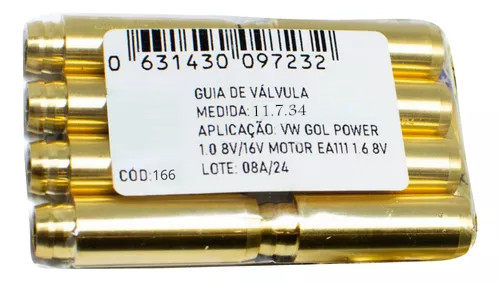 0 631430 097232
GUIA DE VÁLVULA
MEDIDA: 11.7.34
APLICAÇÃO: VW GOL POWER
1.0 8V/16V MOTOR EA111 1.6 8V
CÓD:166 LOTE: 08A/24